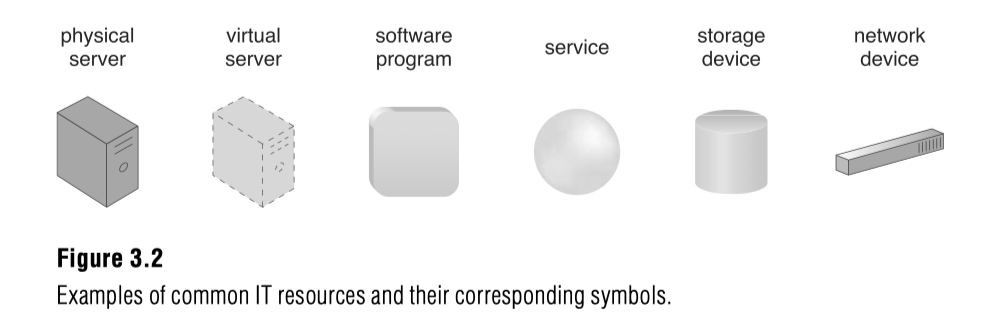 physical
server
virtual
server
software
program
service
storage
device
network
device
Figure 3.2
Examples of common IT resources and their corresponding symbols.